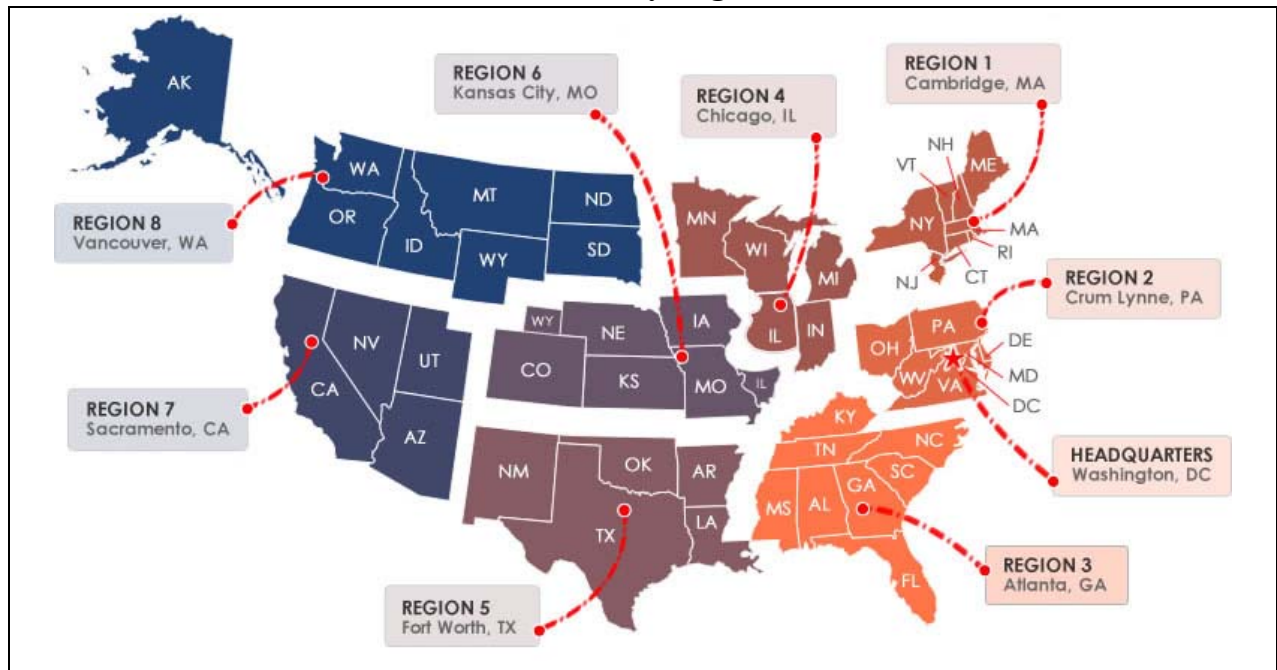 AK
REGION 6
Kansas City, MO
REGION 4
Chicago, IL
REGION 1
Cambridge, MA
WA
MT
ND
OR
ID
WY
SD
REGION 8
Vancouver, WA
MN
WI
MI
IL
IN
NH
VT
ME
NY
MA
RI
CT
NJ
REGION 2
Crum Lynne, PA
NV
UT
CA
AZ
REGION 7
Sacramento, CA
WY
NE
IA
CO
KS
MO
IL
PA
OH
WV
VA
DE
MD
DC
HEADQUARTERS
Washington, DC
NM
OK
AR
TX
LA
KY
TN
NC
SC
MS
AL
GA
FL
REGION 3
Atlanta, GA
REGION 5
Fort Worth, TX